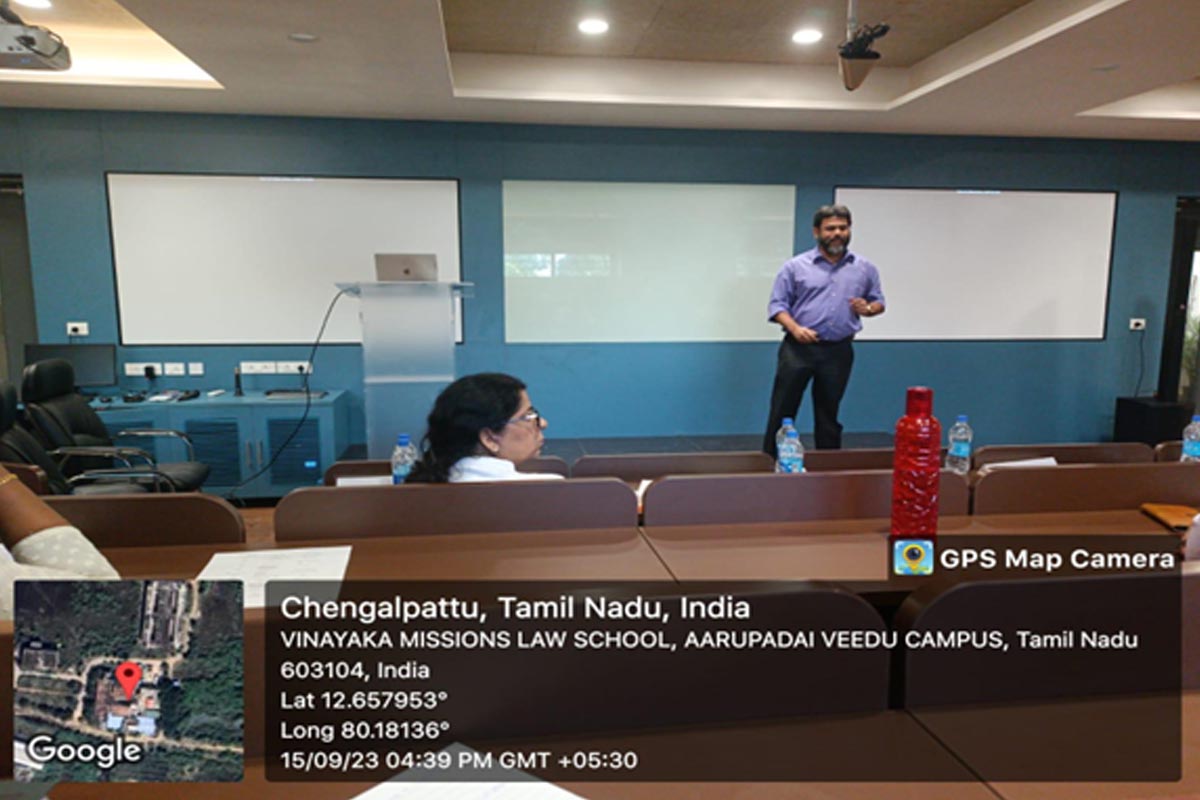 GPS Map Camera
Chengalpattu, Tamil Nadu, India
VINAYAKA MISSIONS LAW SCHOOL, AARUPADAI VEEDU CAMPUS, Tamil Nadu
603104, India
Lat 12.657953°
Long 80.18136°
15/09/23 04:39 PM GMT +05:30
Google